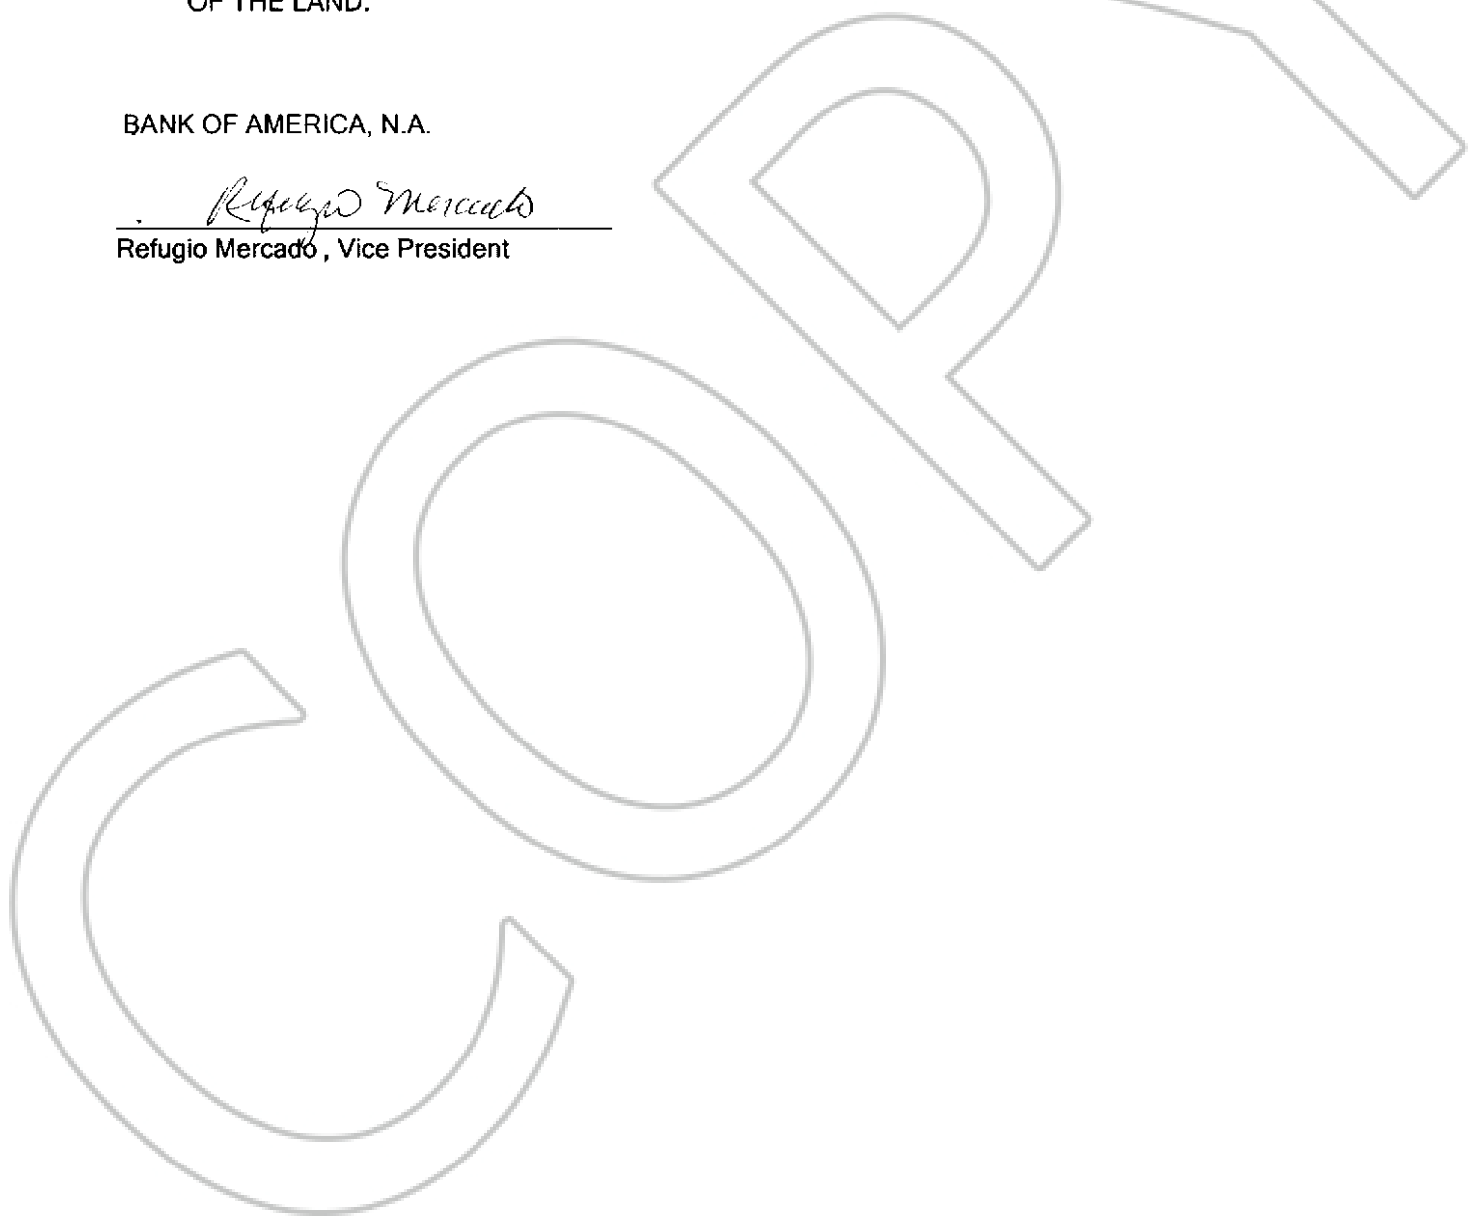 OF THE LAND.
BANK OF AMERICA, N.A.
Refugio Mercado
Refugio Mercado , Vice President
COPY